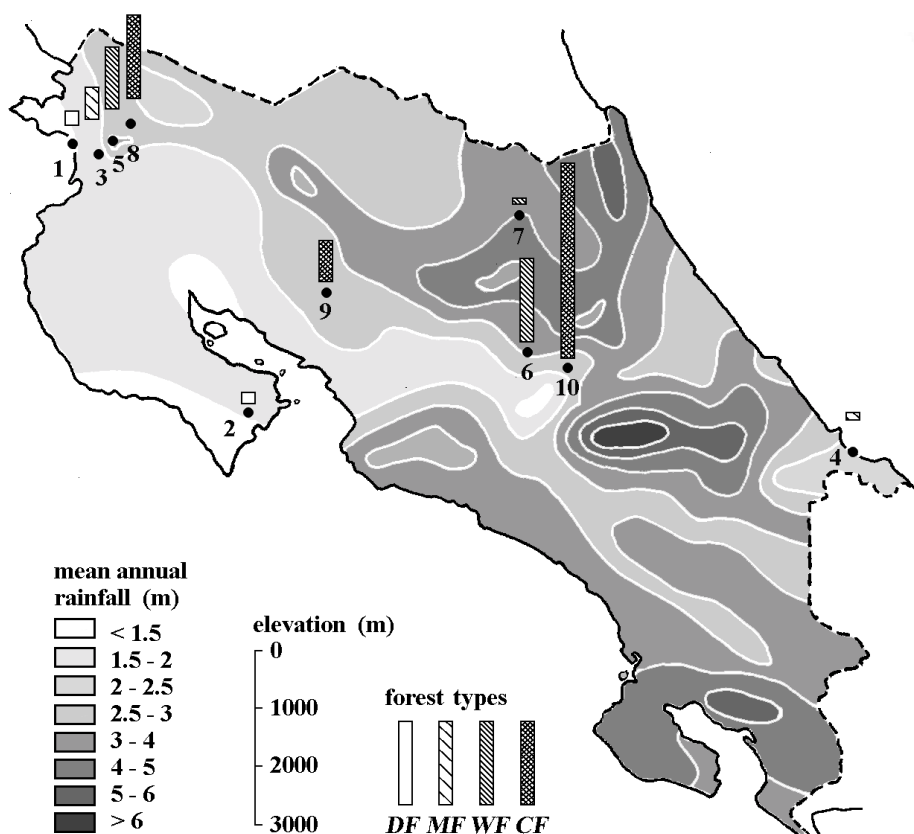 1
3
5
8
7
9
6
10
2
4
mean annual
rainfall (m)
< 1.5
1.5 - 2
2 - 2.5
2.5 - 3
3 - 4
4 - 5
5 - 6
> 6
elevation (m)
0
1000
2000
3000
forest types
DF MF WF CF